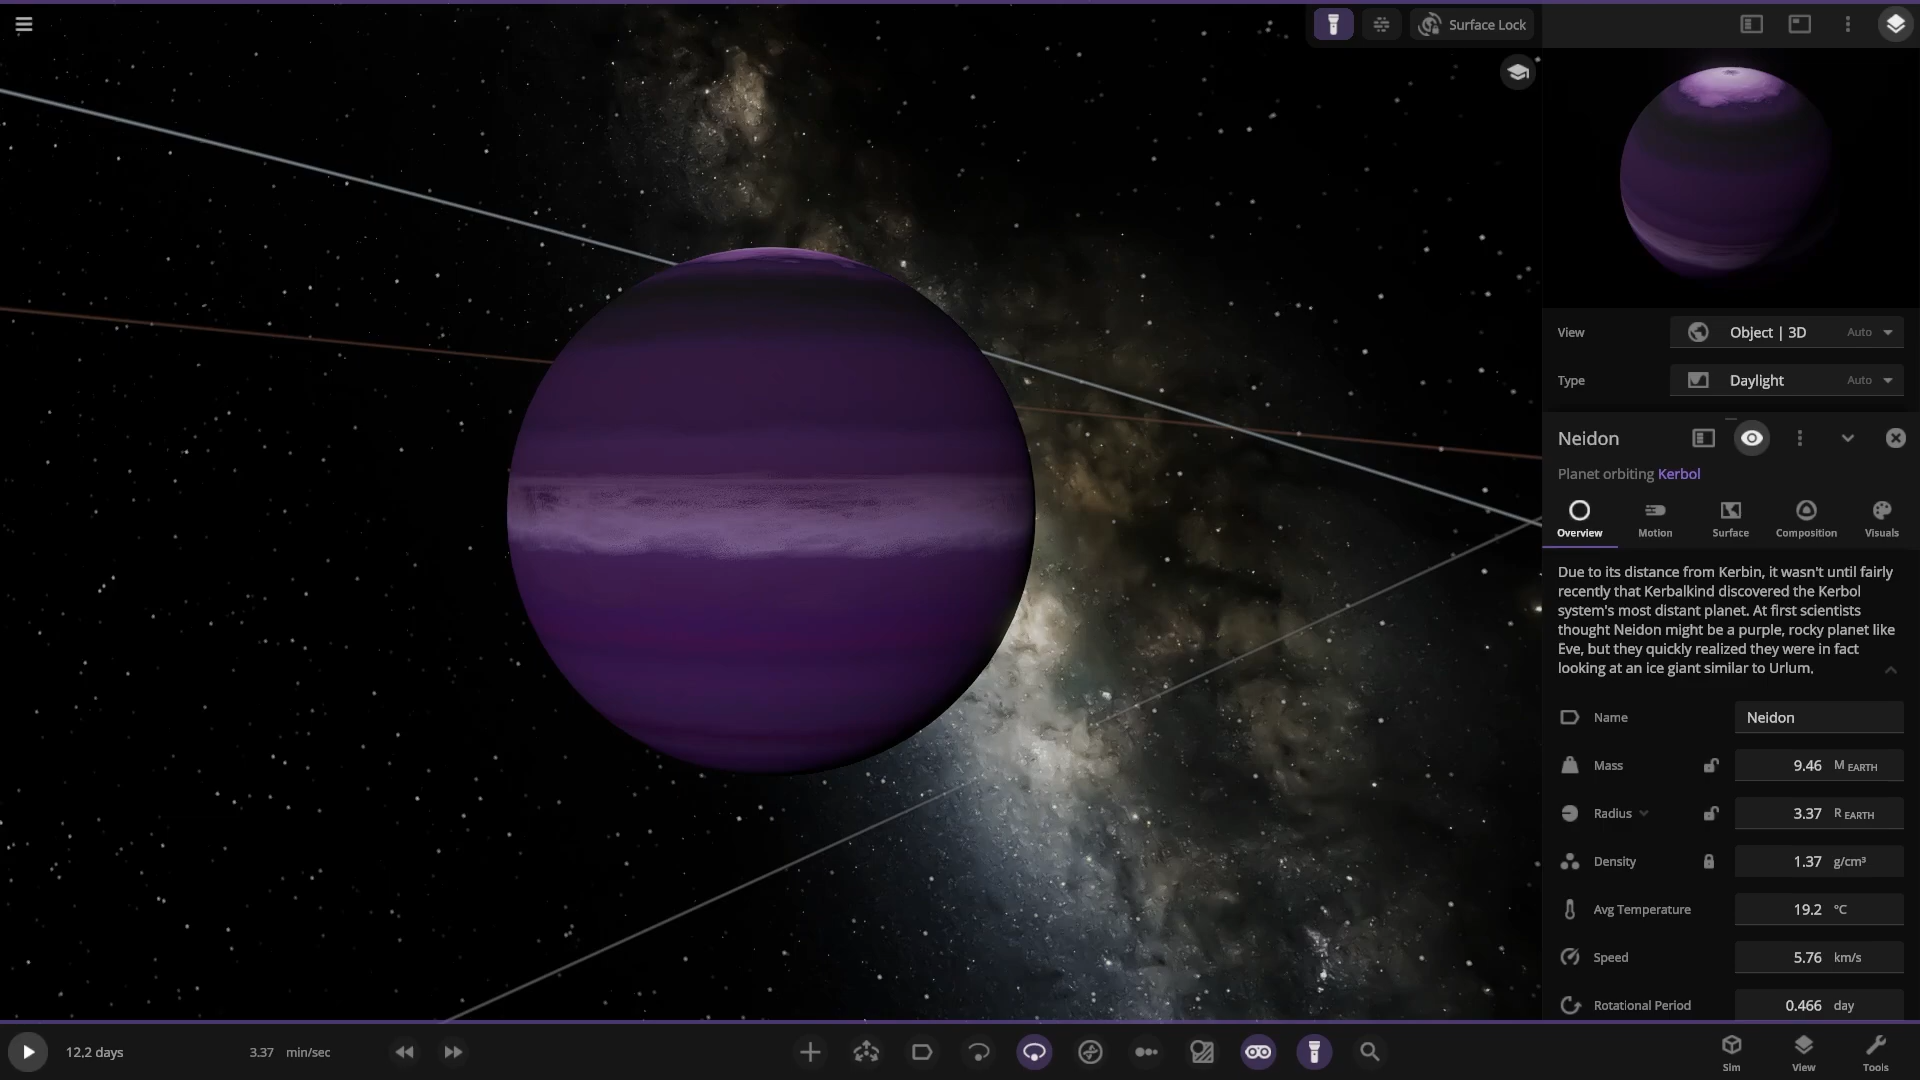 Surface Lock
View
Object | 3D
Auto
Type
Daylight
Auto
Neidon
Planet orbiting Kerbol
Overview
Motion
Surface
Composition
Visuals
Due to its distance from Kerbin, it wasn't until fairly
recently that Kerbalkind discovered the Kerbol
system's most distant planet. At first scientists
thought Neidon might be a purple, rocky planet like
Eve, but they quickly realized they were in fact
looking at an ice giant similar to Urlum.
Name
Neidon
Mass
9.46 M EARTH
Radius
3.37 R EARTH
Density
1.37 g/cm³
Avg Temperature
19.2 °C
Speed
5.76 km/s
Rotational Period
0.466 day
12.2 days
3.37 min/sec
Sim
View
Tools